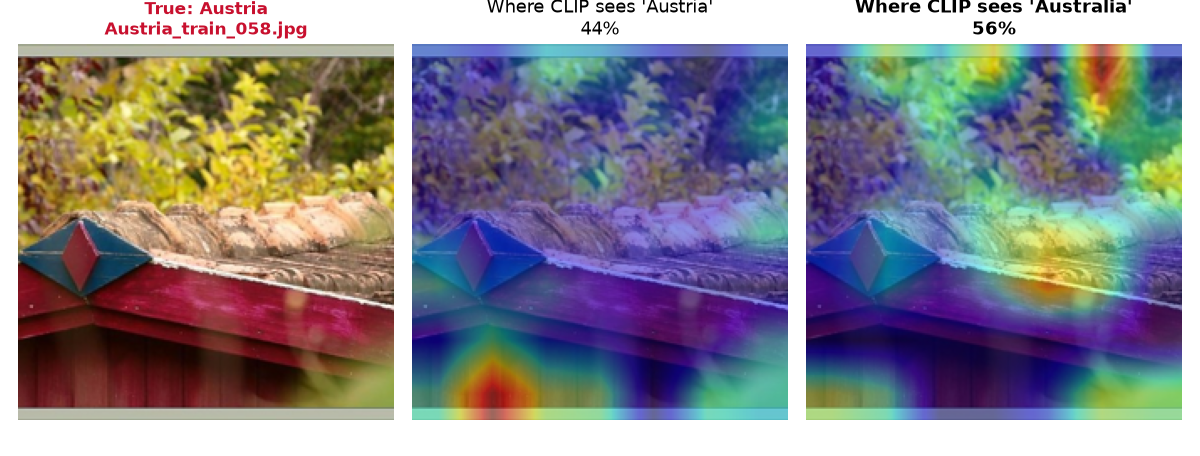 True: Austria
Austria_train_058.jpg
Where CLIP sees 'Austria'
44%
Where CLIP sees 'Australia'
56%